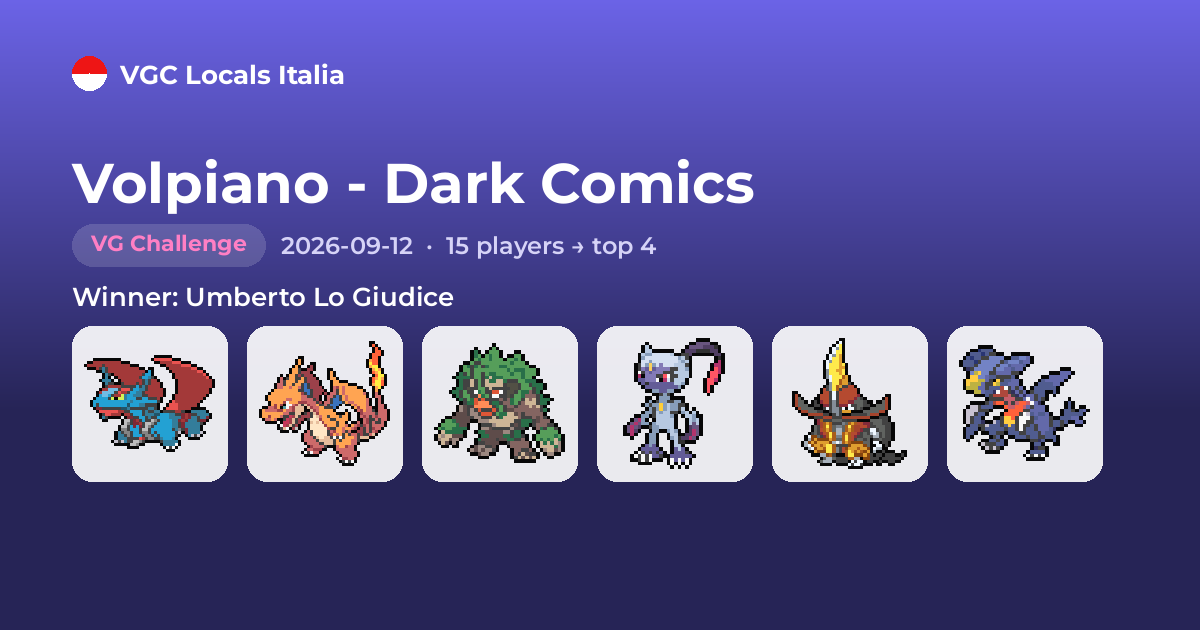 VGC Locals Italia
Volpiano - Dark Comics
VG Challenge 2026-09-12 · 15 players → top 4
Winner: Umberto Lo Giudice